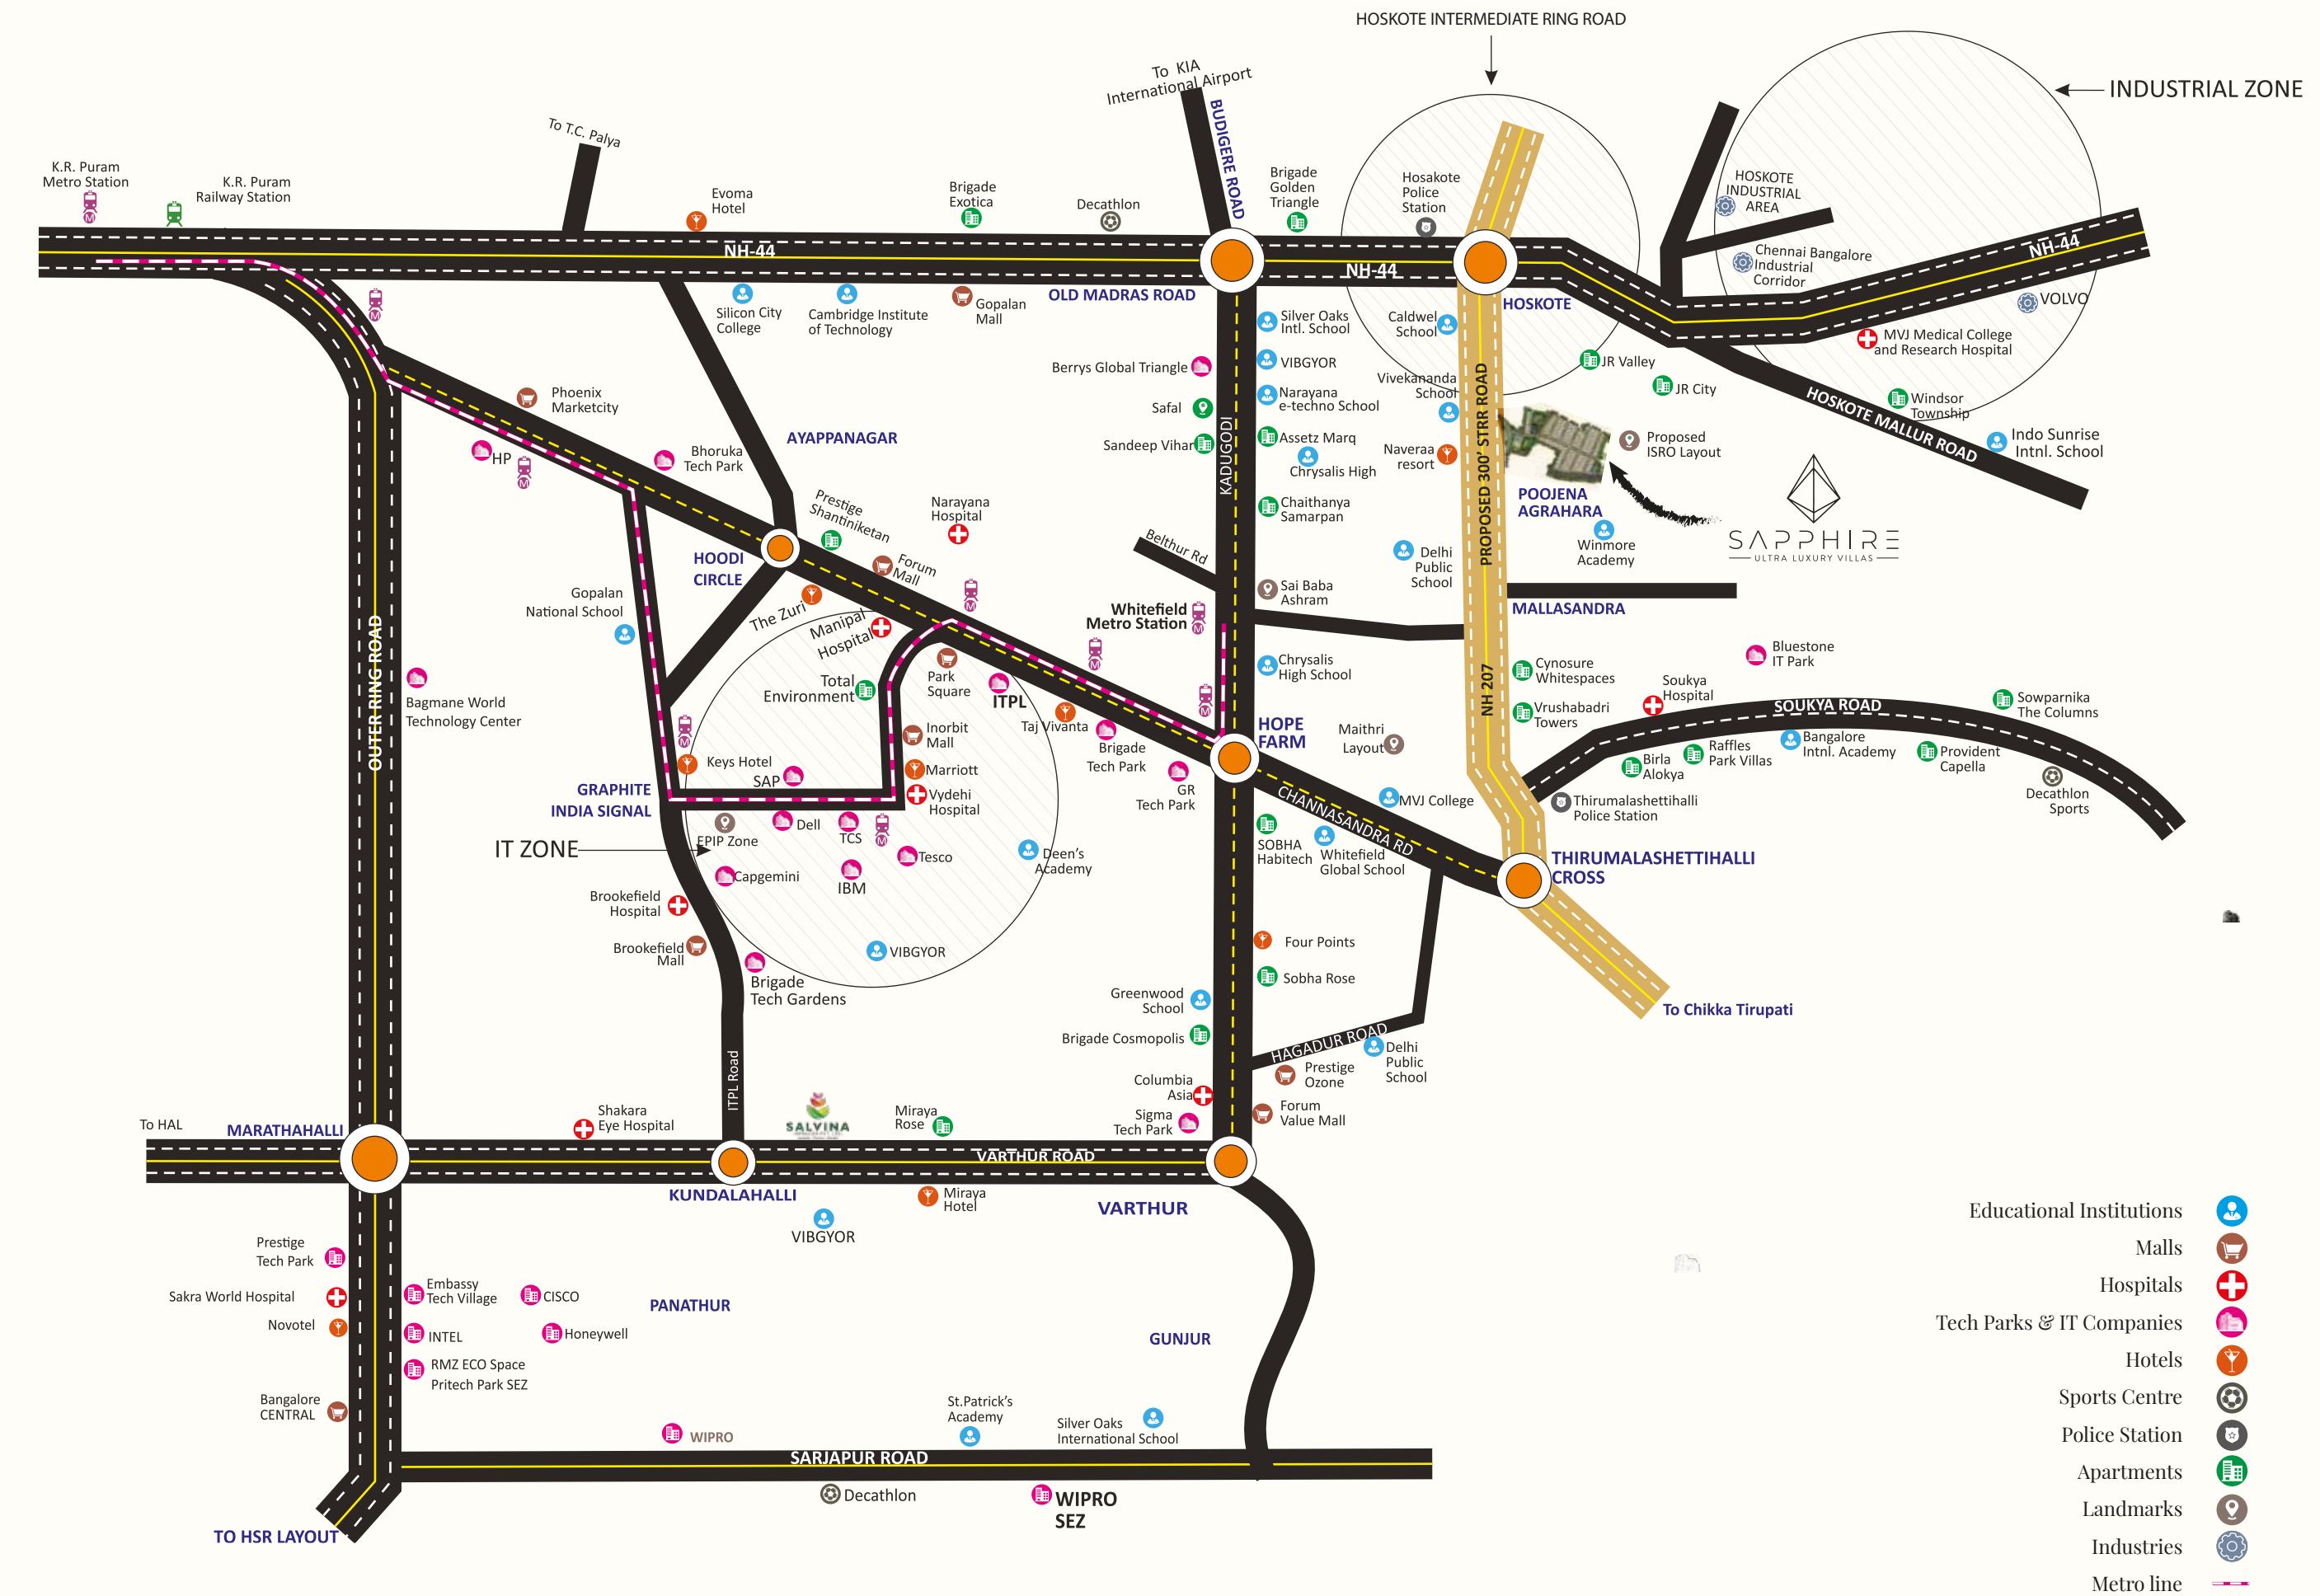 HOSKOTE INTERMEDIATE RING ROAD
To KIA
International Airport
INDUSTRIAL ZONE
To T.C. Palya
BUDIGERE ROAD
K.R. Puram
Metro Station
K.R. Puram
Railway Station
Evoma
Hotel
Brigade
Exotica
Decathlon
Brigade
Golden
Triangle
Hosakote
Police
Station
HOSKOTE
INDUSTRIAL
AREA
Chennai Bangalore
Industrial
Corridor
NH-44
NH-44
NH-44
VOLVO
OLD MADRAS ROAD
HOSKOTE
Silicon City
College
Cambridge Institute
of Technology
Gopalan
Mall
Silver Oaks
Intl. School
Caldwel
School
MVJ Medical College
and Research Hospital
Berrys Global Triangle
VIBGYOR
JR Valley
JR City
Vivekananda
School
Narayana
e-techno School
Safal
Phoenix
Marketcity
HP
Bhoruka
Tech Park
AYAPPANAGAR
Windsor
Township
HOSKOTE MALLUR ROAD
Indo Sunrise
Intnl. School
Sandeep Vihar
Assetz Marq
Chrysalis High
KADUGODI
Naveraa
resort
PROPOSED 300' STRR ROAD
Proposed
ISRO Layout
POOJENA
AGRAHARA
Winmore
Academy
SAPPHIRE
ULTRA LUXURY VILLAS
Prestige
Shantiniketan
Narayana
Hospital
Chaithanya
Samarpan
Belthur Rd
Delhi
Public
School
HOODI
CIRCLE
Forum
Mall
Gopalan
National School
The Zuri
Manipal
Hospital
Sai Baba
Ashram
Whitefield
Metro Station
MALLASANDRA
OUTER RING ROAD
Bagmane World
Technology Center
Total
Environment
Park
Square
ITPL
Taj Vivanta
Brigade
Tech Park
Chrysalis
High School
NH 207
Cynosure
Whitespaces
Bluestone
IT Park
Soukya
Hospital
Vrushabadri
Towers
SOUKYA ROAD
Sowparnika
The Columns
HOPE
FARM
Maithri
Layout
Inorbit
Mall
Keys Hotel
SAP
Marriott
Vydehi
Hospital
GR
Tech Park
Birla
Alokya
Raffles
Park Villas
Bangalore
Intnl. Academy
Provident
Capella
Decathlon
Sports
GRAPHITE
INDIA SIGNAL
CHANNASANDRA RD
MVJ College
Thirumalashettihalli
Police Station
EPIP Zone
Dell
TCS
Tesco
IT ZONE
Capgemini
IBM
Deen's
Academy
SOBHA
Habitech
Whitefield
Global School
THIRUMALASHETTIHALLI
CROSS
Brookefield
Hospital
Brookefield
Mall
VIBGYOR
Brigade
Tech Gardens
Four Points
Sobha Rose
Greenwood
School
Brigade Cosmopolis
To Chikka Tirupati
HAGADUR ROAD
Delhi
Public
School
Prestige
Ozone
ITPL Road
Columbia
Asia
Sigma
Tech Park
Forum
Value Mall
To HAL
MARATHAHALLI
Shakara
Eye Hospital
SALVINA
Miraya
Rose
VARTHUR ROAD
KUNDALAHALLI
Miraya
Hotel
VARTHUR
VIBGYOR
Prestige
Tech Park
Sakra World Hospital
Novotel
Embassy
Tech Village
CISCO
INTEL
Honeywell
RMZ ECO Space
Pritech Park SEZ
PANATHUR
GUNJUR
Bangalore
CENTRAL
WIPRO
St.Patrick's
Academy
Silver Oaks
International School
SARJAPUR ROAD
Decathlon
WIPRO
SEZ
TO HSR LAYOUT
Educational Institutions
Malls
Hospitals
Tech Parks & IT Companies
Hotels
Sports Centre
Police Station
Apartments
Landmarks
Industries
Metro line